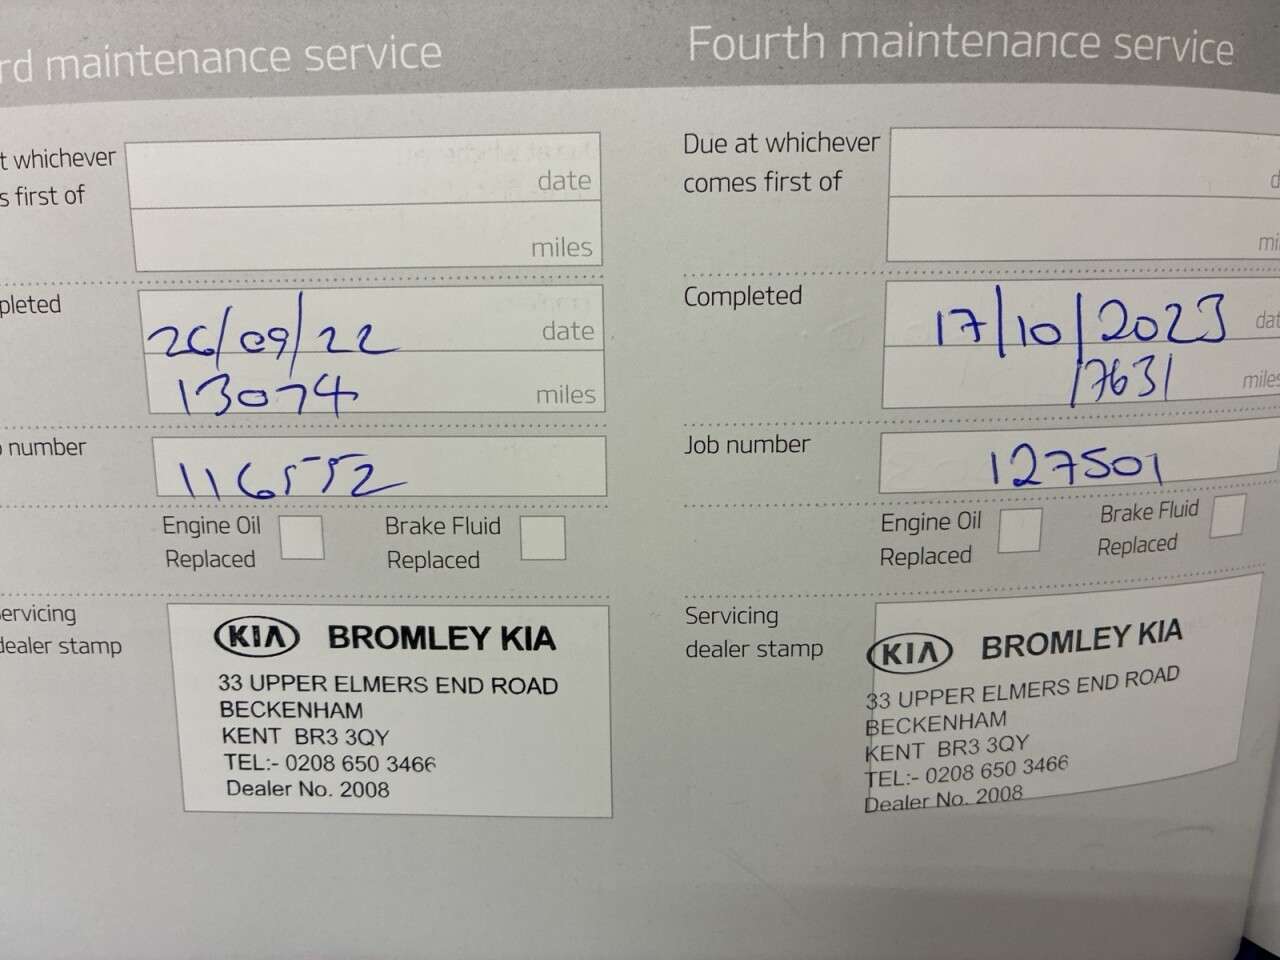 rd maintenance service
t whichever
s first of
date
miles
pleted
26/09/22 date
13074 miles
number
116552
Engine Oil
Replaced
Brake Fluid
Replaced
ervicing
dealer stamp
KIA BROMLEY KIA
33 UPPER ELMERS END ROAD
BECKENHAM
KENT BR3 3QY
TEL:- 0208 650 3466
Dealer No. 2008
Fourth maintenance service
Due at whichever
comes first of
d
mi
Completed
17/10/2023 dat
17631 miles
Job number
127501
Engine Oil
Replaced
Brake Fluid
Replaced
Servicing
dealer stamp
KIA BROMLEY KIA
33 UPPER ELMERS END ROAD
BECKENHAM
KENT BR3 3QY
TEL:- 0208 650 3466
Dealer No. 2008